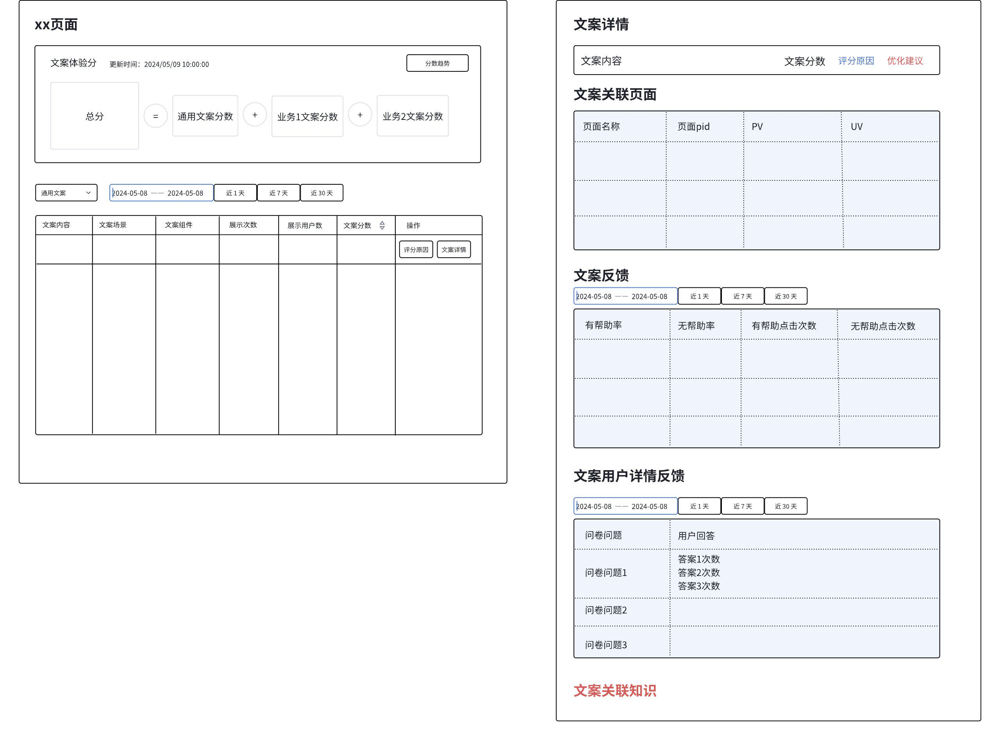 xx页面
文案体验分 更新时间：2024/05/09 10:00:00 分数趋势
总分 = 通用文案分数 + 业务1文案分数 + 业务2文案分数
通用文案 2024-05-08 —— 2024-05-08 近 1 天 近 7 天 近 30 天
文案内容 文案场景 文案组件 展示次数 展示用户数 文案分数 操作
评分原因 文案详情
文案详情
文案内容 文案分数 评分原因 优化建议
文案关联页面
页面名称 页面pid PV UV
文案反馈
2024-05-08 —— 2024-05-08 近 1 天 近 7 天 近 30 天
有帮助率 无帮助率 有帮助点击次数 无帮助点击次数
文案用户详情反馈
2024-05-08 —— 2024-05-08 近 1 天 近 7 天 近 30 天
问卷问题 用户回答
问卷问题1
答案1次数
答案2次数
答案3次数
问卷问题2
问卷问题3
文案关联知识